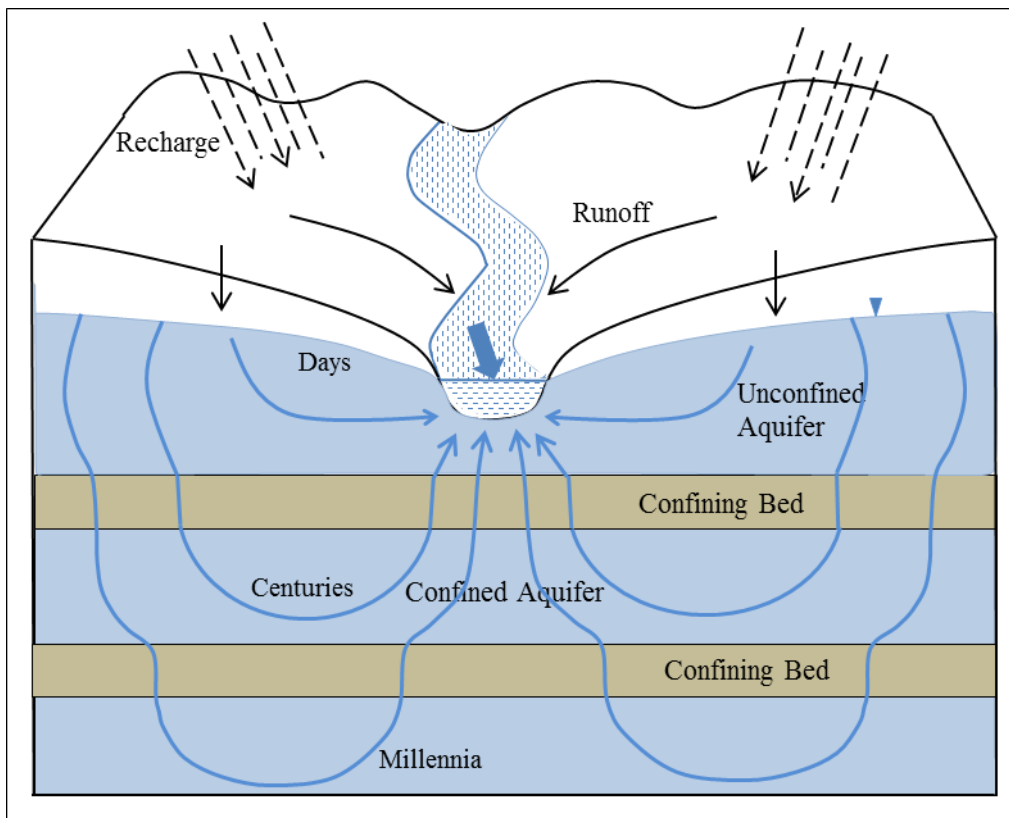 Recharge
Runoff
Days
Unconfined
Aquifer
Confining Bed
Centuries
Confined Aquifer
Confining Bed
Millennia